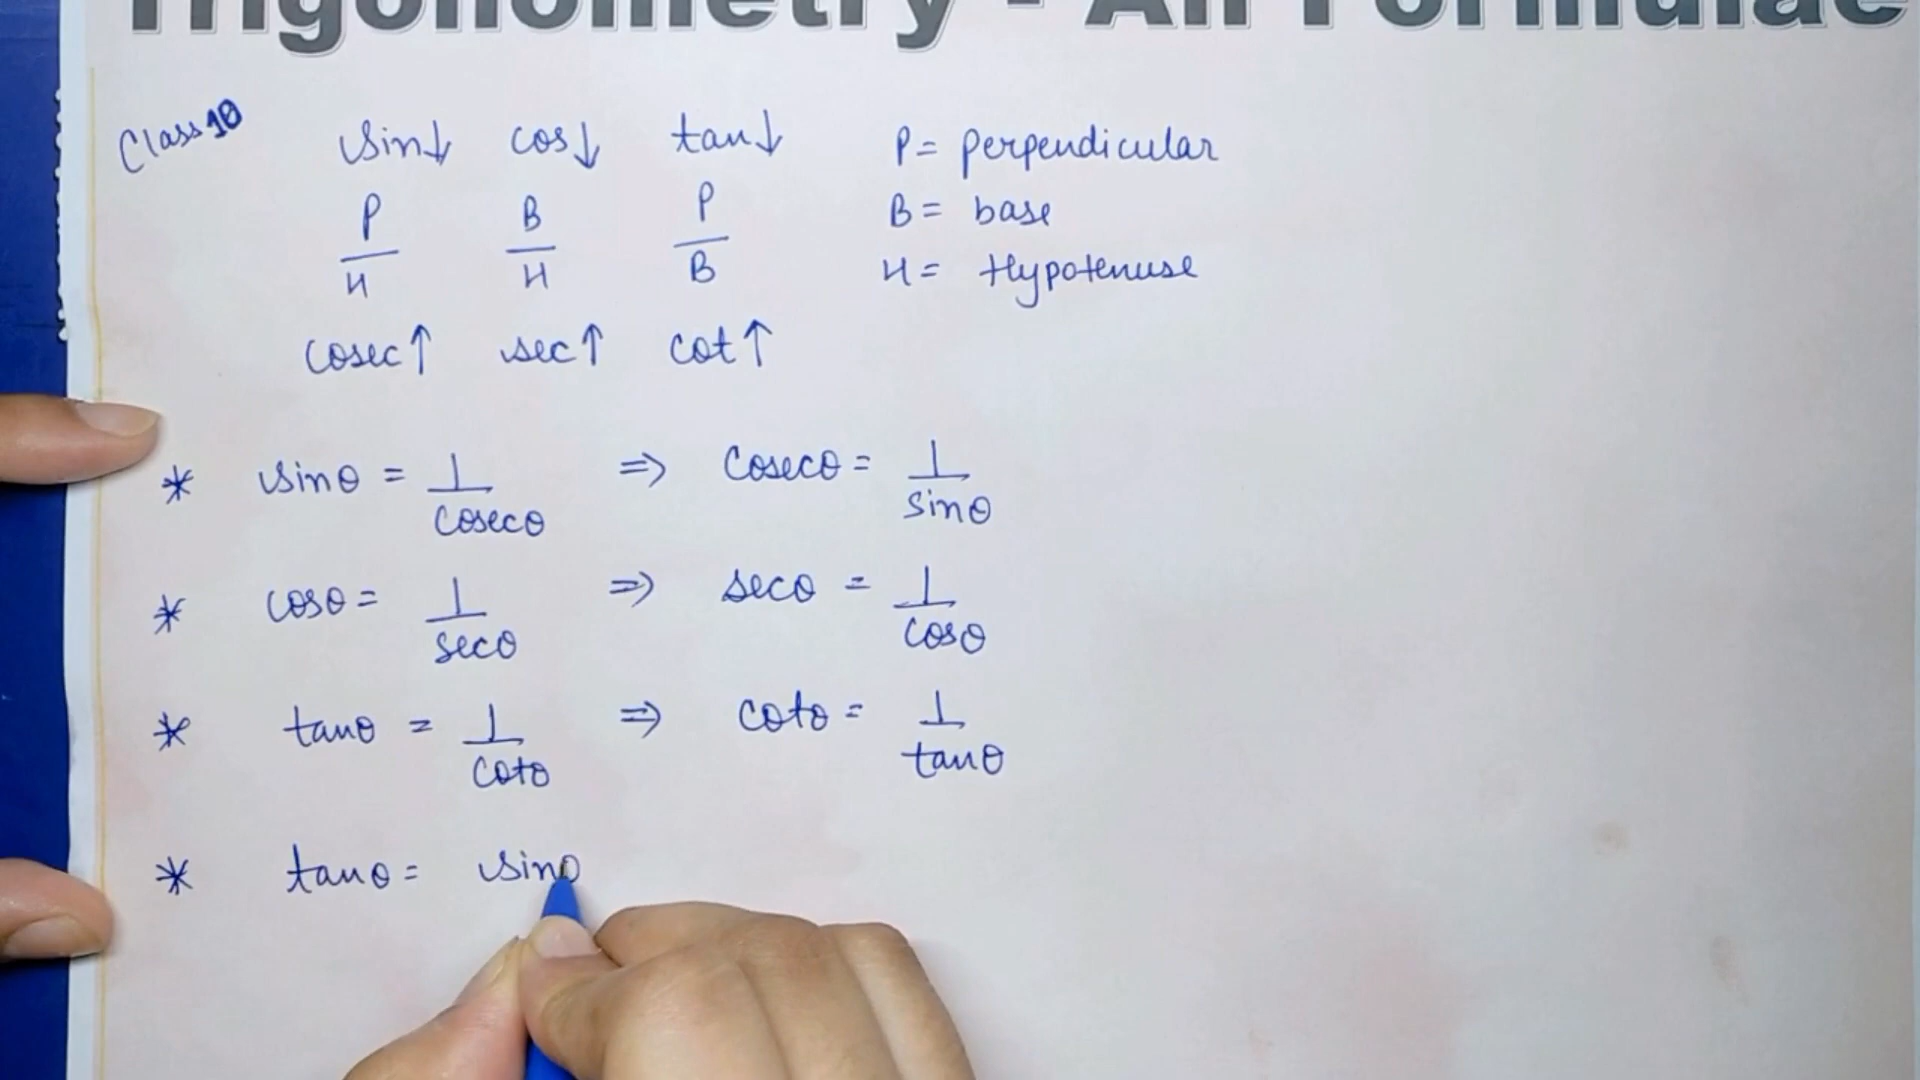 Trigonometry - All Formulae
Class 10
sin↓ cos↓ tan↓
P/H B/H P/B
cosec↑ sec↑ cot↑
P = perpendicular
B = base
H = Hypotenuse
* sinθ = 1/cosecθ ⇒ cosecθ = 1/sinθ
* cosθ = 1/secθ ⇒ secθ = 1/cosθ
* tanθ = 1/cotθ ⇒ cotθ = 1/tanθ
* tanθ = sinθ